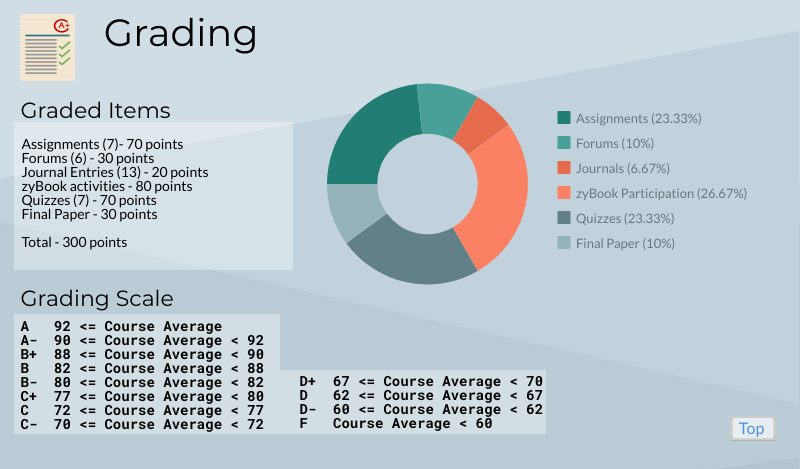 A+
Grading
Graded Items
Assignments (7)- 70 points
Forums (6) - 30 points
Journal Entries (13) - 20 points
zyBook activities - 80 points
Quizzes (7) - 70 points
Final Paper - 30 points
Total - 300 points
Assignments (23.33%)
Forums (10%)
Journals (6.67%)
zyBook Participation (26.67%)
Quizzes (23.33%)
Final Paper (10%)
Grading Scale
A 92 <= Course Average
A- 90 <= Course Average < 92
B+ 88 <= Course Average < 90
B 82 <= Course Average < 88
B- 80 <= Course Average < 82
C+ 77 <= Course Average < 80
C 72 <= Course Average < 77
C- 70 <= Course Average < 72
D+ 67 <= Course Average < 70
D 62 <= Course Average < 67
D- 60 <= Course Average < 62
F Course Average < 60
Top